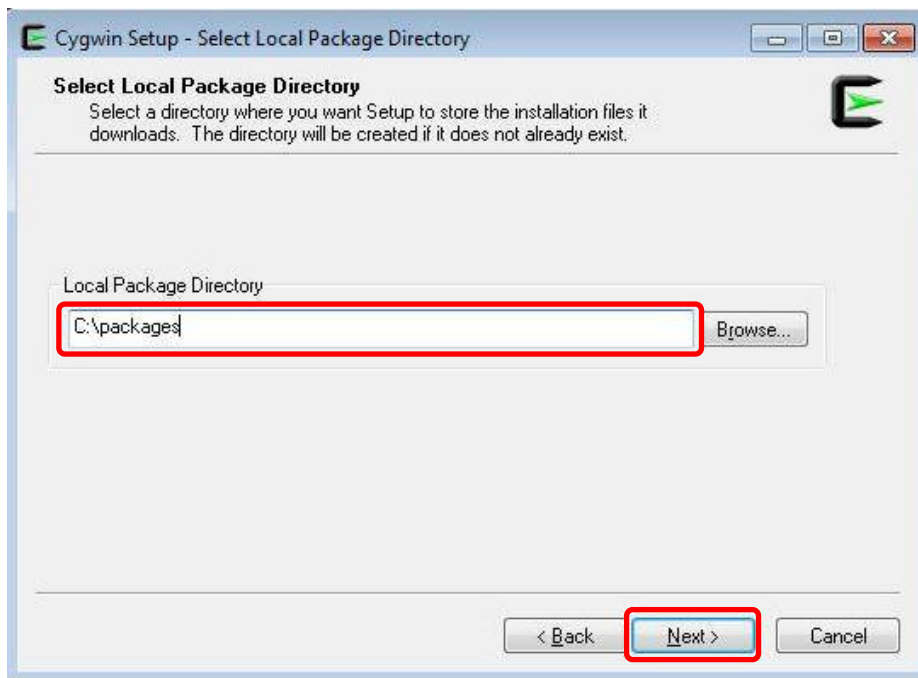 Cygwin Setup - Select Local Package Directory
Select Local Package Directory
Select a directory where you want Setup to store the installation files it
downloads. The directory will be created if it does not already exist.
Local Package Directory
C:\packages
Browse...
< Back
Next >
Cancel